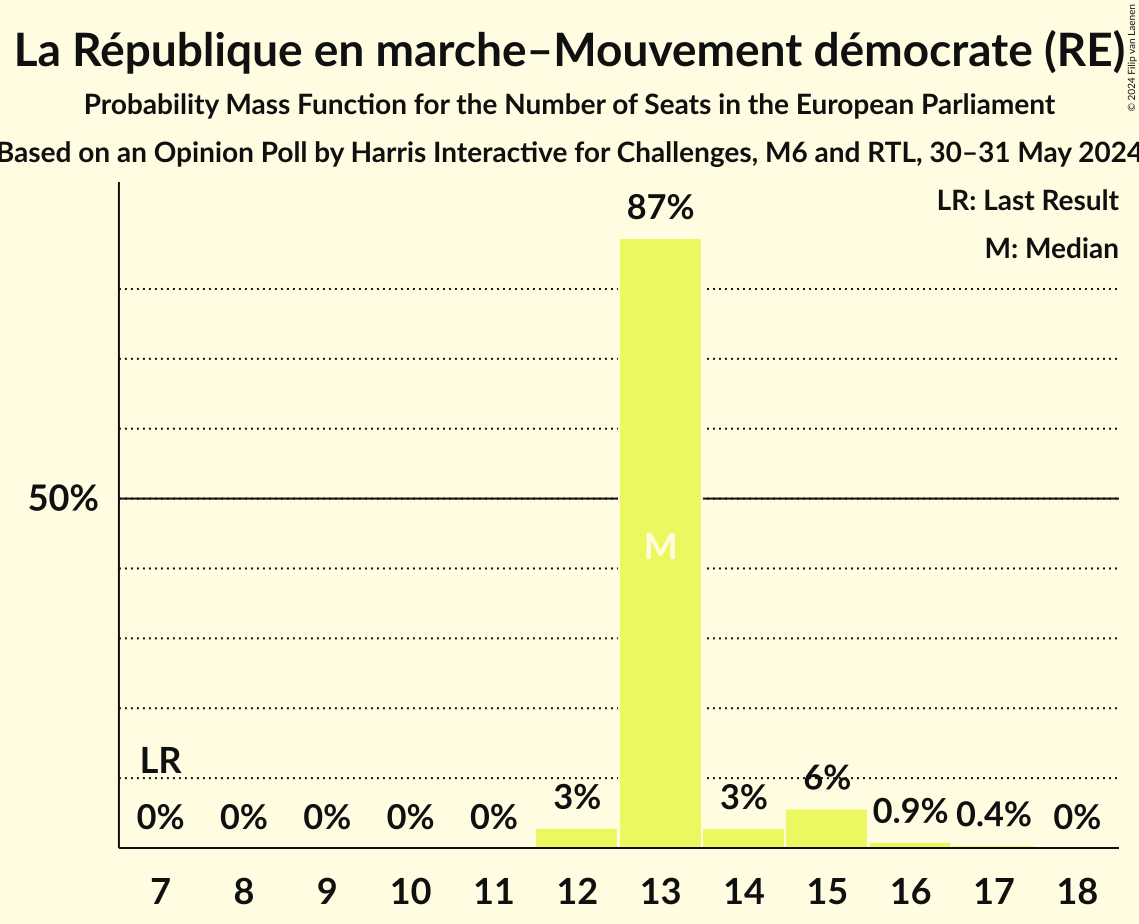 La République en marche–Mouvement démocrate (RE)
Probability Mass Function for the Number of Seats in the European Parliament
Based on an Opinion Poll by Harris Interactive for Challenges, M6 and RTL, 30–31 May 2024
© 2024 Filip van Laenen
LR: Last Result
M: Median
87%
50%
M
LR
0% 0% 0% 0% 0% 3% 3% 6% 0.9% 0.4% 0%
7 8 9 10 11 12 13 14 15 16 17 18